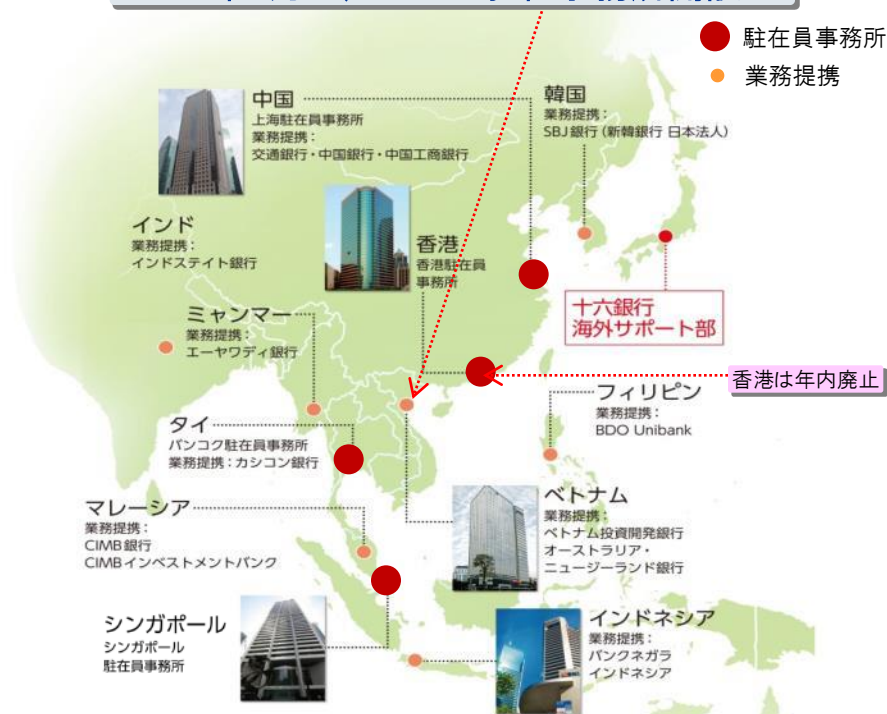 駐在員事務所
業務提携
中国
上海駐在員事務所
業務提携：
交通銀行・中国銀行・中国工商銀行
韓国
業務提携：
SBJ銀行（新韓銀行 日本法人）
インド
業務提携：
インドステイト銀行
香港
香港駐在員
事務所
十六銀行
海外サポート部
ミャンマー
業務提携：
エーヤワディ銀行
香港は年内廃止
フィリピン
業務提携：
BDO Unibank
タイ
バンコク駐在員事務所
業務提携：カシコン銀行
ベトナム
業務提携：
ベトナム投資開発銀行
オーストラリア・
ニュージーランド銀行
マレーシア
業務提携：
CIMB銀行
CIMBインベストメントバンク
シンガポール
シンガポール
駐在員事務所
インドネシア
業務提携：
バンクネガラ
インドネシア